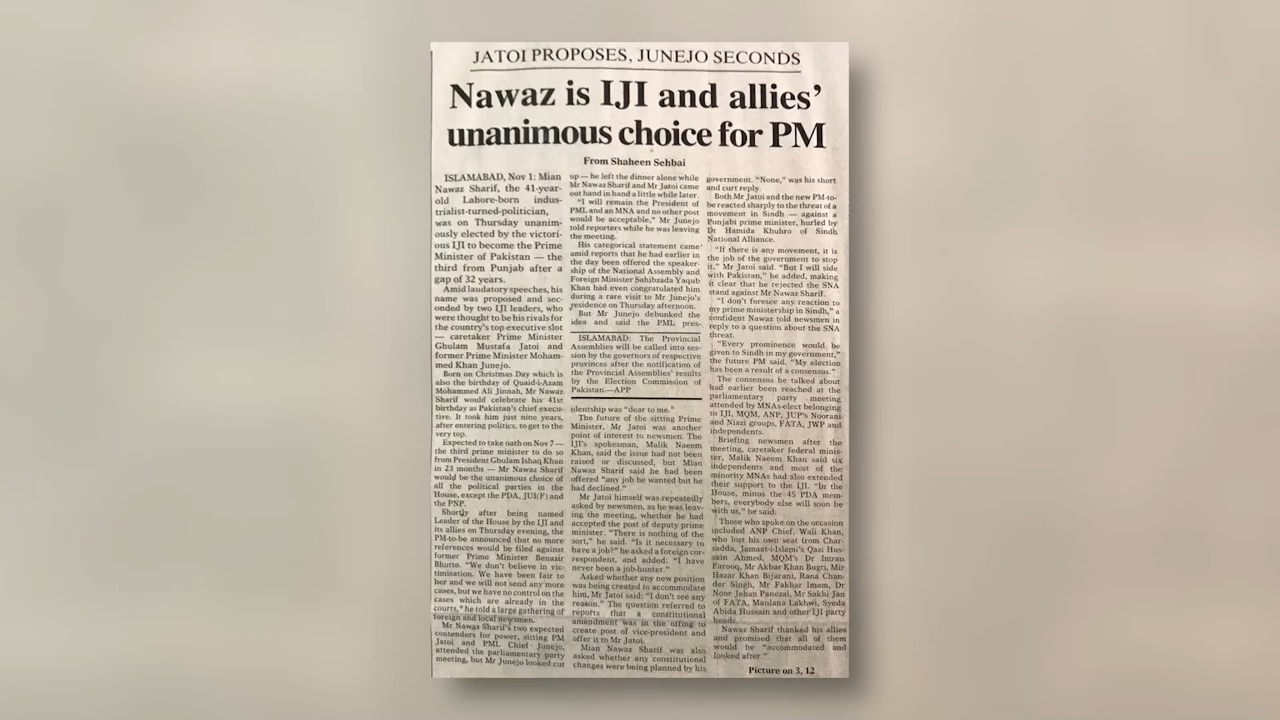 JATOI PROPOSES, JUNEJO SECONDS
Nawaz is IJI and allies'
unanimous choice for PM
From Shaheen Sehbai
ISLAMABAD, Nov 1: Mian
Nawaz Sharif, the 41-year-
old Lahore-born indus-
trialist-turned-politician,
was on Thursday unanim-
ously elected by the victori-
ous IJI to become the Prime
Minister of Pakistan — the
third from Punjab after a
gap of 32 years.
Amid laudatory speeches, his
name was proposed and sec-
onded by two IJI leaders, who
were thought to be his rivals for
the country's top executive slot
— caretaker Prime Minister
Ghulam Mustafa Jatoi and
former Prime Minister Moham-
med Khan Junejo.
Born on Christmas Day which is
also the birthday of Quaid-i-Azam
Mohammed Ali Jinnah, Mr Nawaz
Sharif would celebrate his 41st
birthday as Pakistan's chief execu-
tive. It took him just nine years,
after entering politics, to get to the
very top.
Expected to take oath on Nov 7 —
the third prime minister to do so
from President Ghulam Ishaq Khan
in 23 months — Mr Nawaz Sharif
would be the unanimous choice of
all the political parties in the
House, except the PDA, JUI(F) and
the PNP.
Shortly after being named
Leader of the House by the IJI and
its allies on Thursday evening, the
PM-to-be announced that no more
references would be filed against
former Prime Minister Benazir
Bhutto. "We don't believe in vic-
timisation. We have been fair to
her and we will not send any more
cases, but we have no control on the
cases which are already in the
courts," he told a large gathering of
foreign and local newsmen.
Mr Nawaz Sharif's two expected
contenders for power, sitting PM
Jatoi and PML Chief Junejo,
attended the parliamentary party
meeting, but Mr Junejo looked cut
up — he left the dinner alone while
Mr Nawaz Sharif and Mr Jatoi came
out hand in hand a little while later.
"I will remain the President of
PML and an MNA and no other post
would be acceptable," Mr Junejo
told reporters while he was leaving
the meeting.
His categorical statement came
amid reports that he had earlier in
the day been offered the speaker-
ship of the National Assembly and
Foreign Minister Sahibzada Yaqub
Khan had even congratulated him
during a rare visit to Mr Junejo's
residence on Thursday afternoon.
But Mr Junejo debunked the
idea and said the PML pres-
ISLAMABAD: The Provincial
Assemblies will be called into ses-
sion by the governors of respective
provinces after the notification of
the Provincial Assemblies' results
by the Election Commission of
Pakistan.—APP
identship was "dear to me."
The future of the sitting Prime
Minister, Mr Jatoi was another
point of interest to newsmen. The
IJI's spokesman, Malik Naeem
Khan, said the issue had not been
raised or discussed, but Mian
Nawaz Sharif said he had been
offered "any job he wanted but he
had declined."
Mr Jatoi himself was repeatedly
asked by newsmen, as he was leav-
ing the meeting, whether he had
accepted the post of deputy prime
minister. "There is nothing of the
sort," he said. "Is it necessary to
have a job?" he asked a foreign cor-
respondent, and added: "I have
never been a job-hunter."
Asked whether any new position
was being created to accommodate
him, Mr Jatoi said: "I don't see any
reason." The question referred to
reports that a constitutional
amendment was in the offing to
create post of vice-president and
offer it to Mr Jatoi.
Mian Nawaz Sharif was also
asked whether any constitutional
changes were being planned by his
government. "None," was his short
and curt reply.
Both Mr Jatoi and the new PM-to-
be reacted sharply to the threat of a
movement in Sindh — against a
Punjabi prime minister, hurled by
Dr Hamida Khuhro of Sindh
National Alliance.
"If there is any movement, it is
the job of the government to stop
it," Mr Jatoi said. "But I will side
with Pakistan," he added, making
it clear that he rejected the SNA
stand against Mr Nawaz Sharif.
"I don't foresee any reaction to
my prime ministership in Sindh," a
confident Nawaz told newsmen in
reply to a question about the SNA
threat.
"Every prominence would be
given to Sindh in my government,"
the future PM said. "My election
has been a result of a consensus."
The consensus he talked about
had earlier been reached at the
parliamentary party meeting
attended by MNAs-elect belonging
to IJI, MQM, ANP, JUP's Noorani
and Niazi groups, FATA, JWP and
independents.
Briefing newsmen after the
meeting, caretaker federal minis-
ter, Malik Naeem Khan said six
independents and most of the
minority MNAs had also extended
their support to the IJI. "In the
House, minus the 45 PDA mem-
bers, everybody else will soon be
with us," he said.
Those who spoke on the occasion
included ANP Chief, Wali Khan,
who lost his own seat from Char-
sadda, Jamaat-i-Islami's Qazi Hus-
sain Ahmed, MQM's Dr Imran
Farooq, Mr Akbar Khan Bugti, Mir
Hazar Khan Bijarani, Rana Chan-
der Singh, Mr Fakhar Imam, Dr
Noor Jehan Panezai, Mr Sakhi Jan
of FATA, Maulana Lakhwi, Syeda
Abida Hussain and other IJI party
heads.
Nawaz Sharif thanked his allies
and promised that all of them
would be "accommodated and
looked after."
Picture on 3, 12